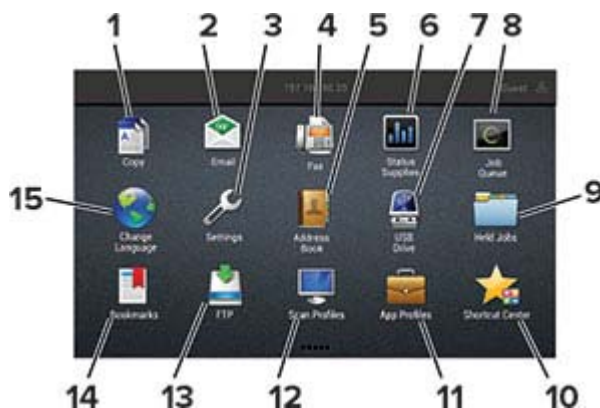 1 2 3 4 5 6 7 8
Guest
Copy
Email
Fax
Status
Supplies
Job
Queue
15
9
Change
Language
Settings
Address
Book
USB
Drive
Held Jobs
Bookmarks
FTP
Scan Profiles
App Profiles
Shortcut Center
14 13 12 11 10